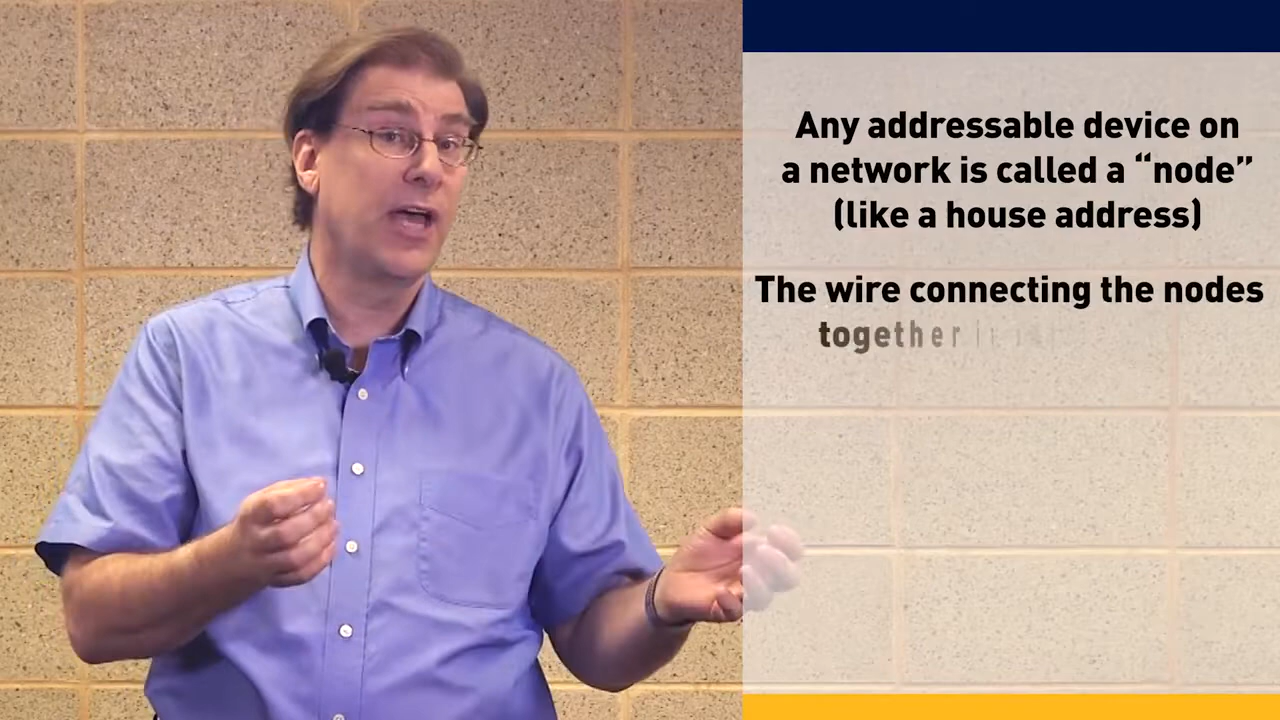 Any addressable device on
a network is called a “node”
(like a house address)
The wire connecting the nodes
together